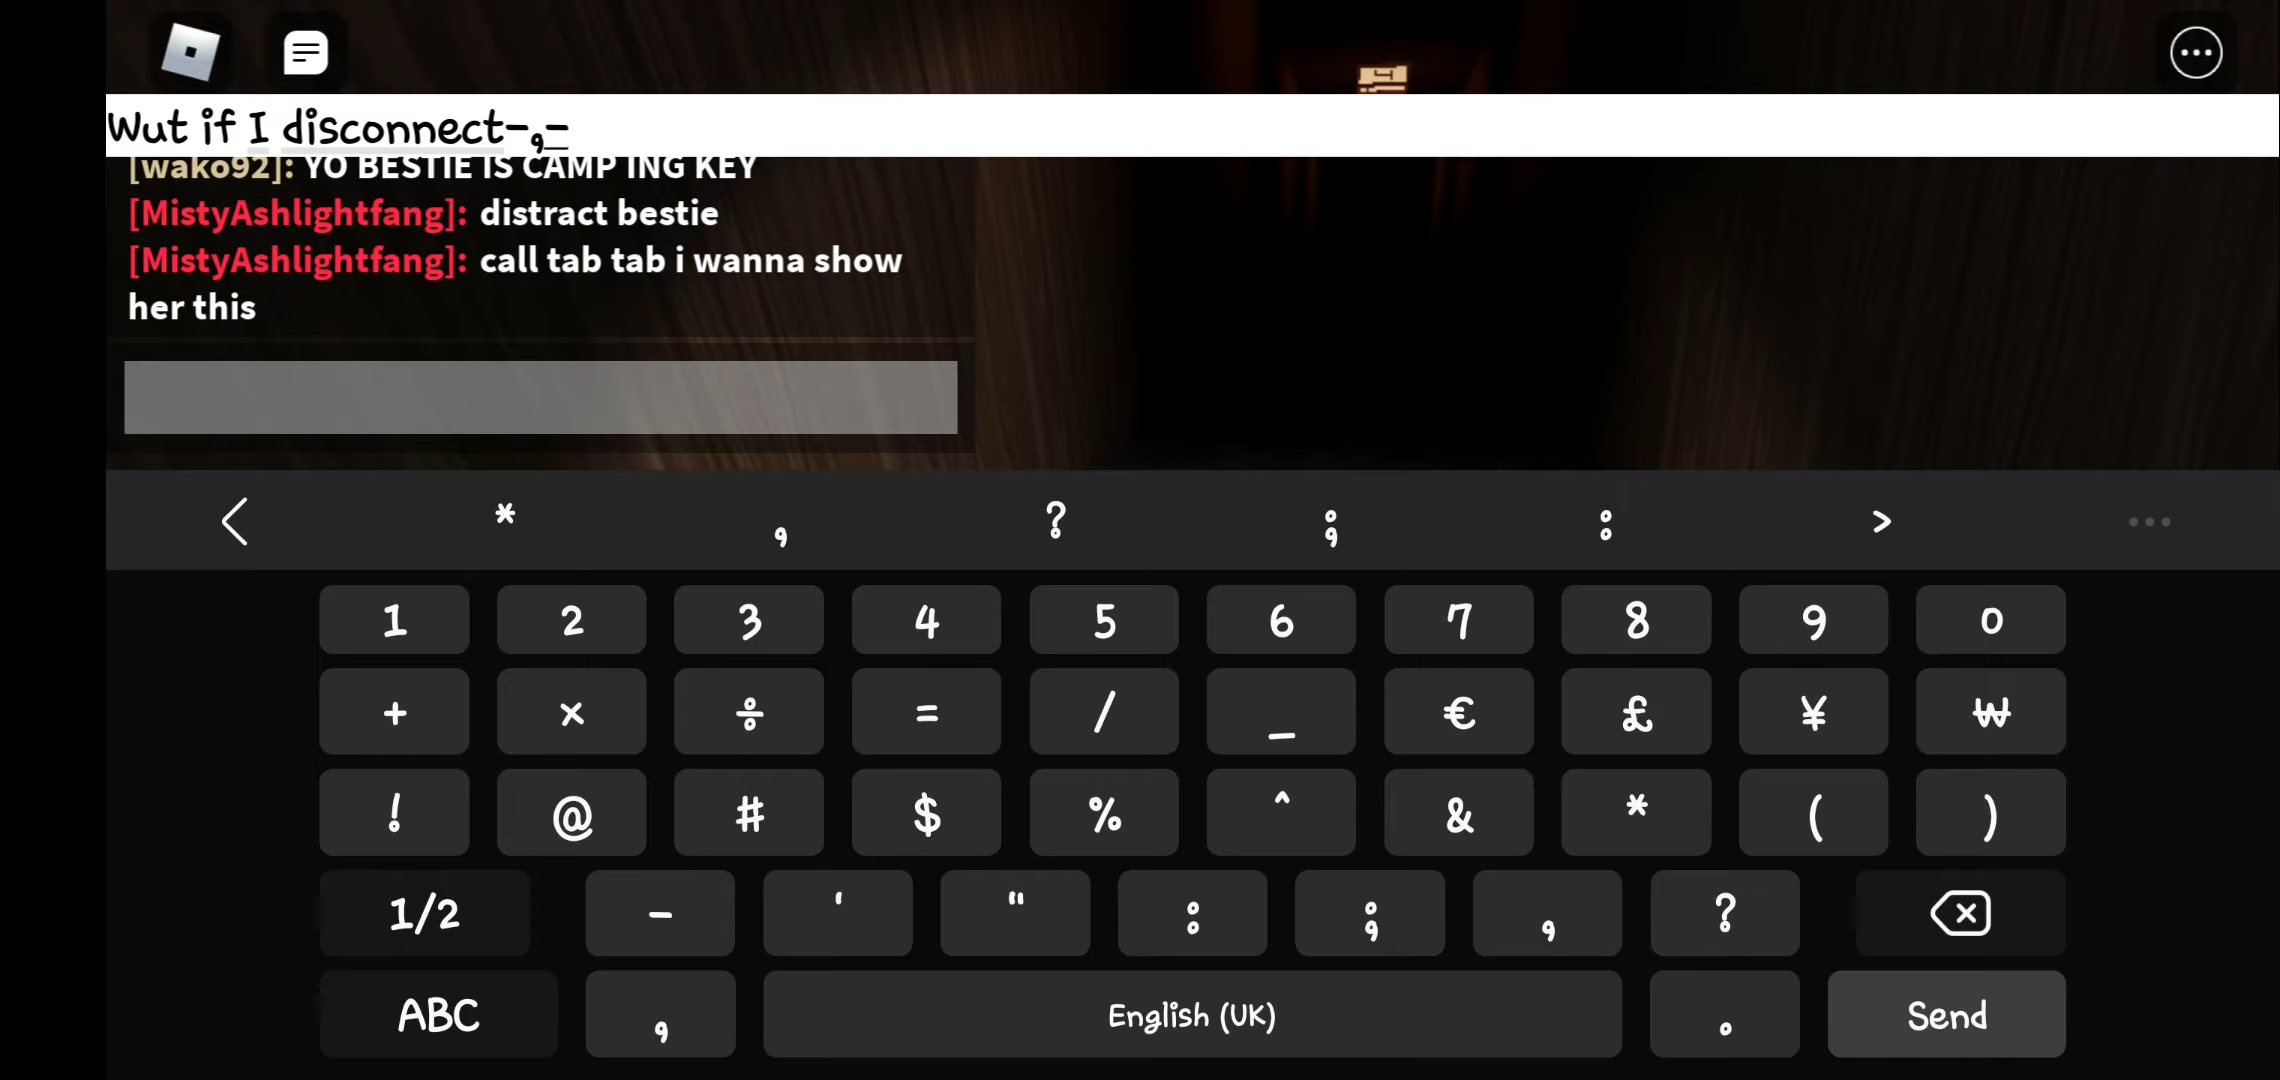 Wut if I disconnect-,-
[wako92]: YO BESTIE IS CAMP ING KEY
[MistyAshlightfang]: distract bestie
[MistyAshlightfang]: call tab tab i wanna show
her this
* , ? ; : >
1 2 3 4 5 6 7 8 9 0
+ × ÷ = / _ € £ ¥ ₩
! @ # $ % ^ & * ( )
1/2 - ' " : ; , ?
ABC , English (UK) . Send